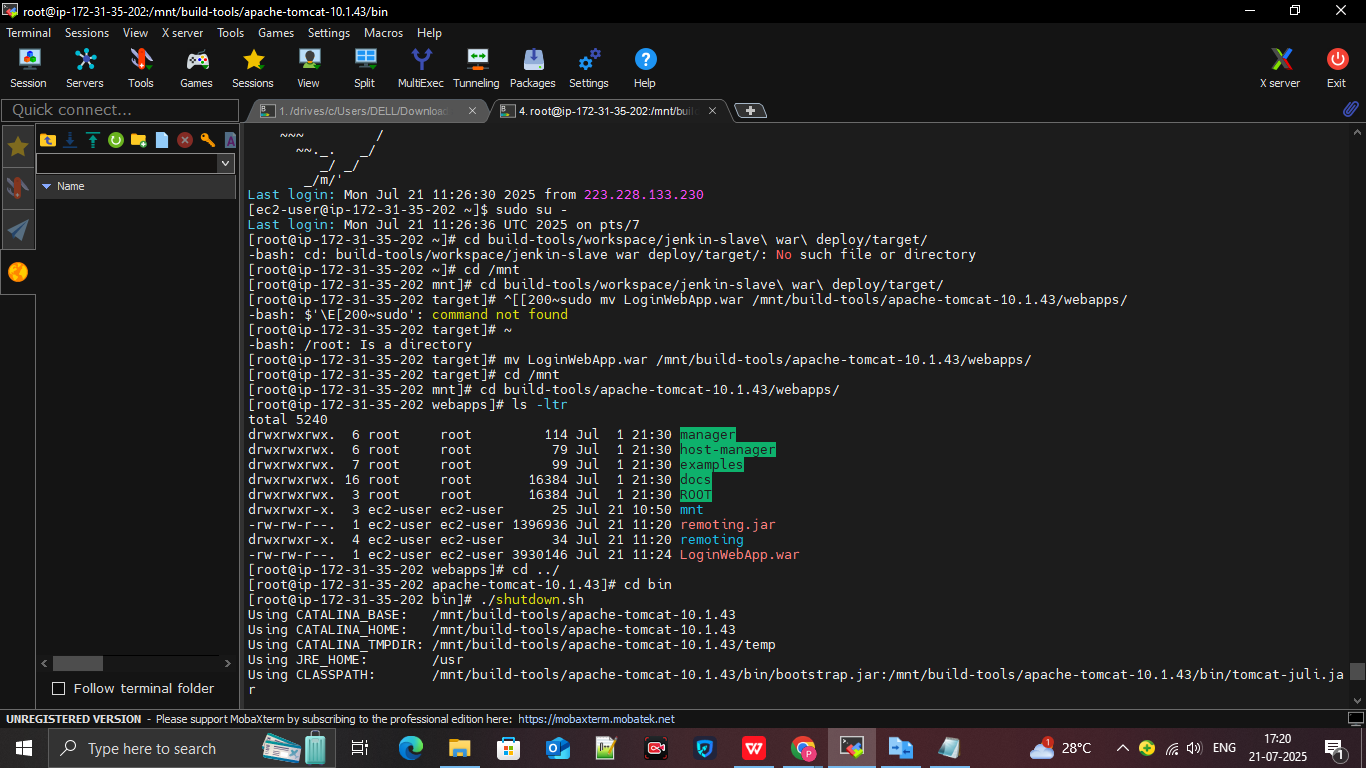 root@ip-172-31-35-202:/mnt/build-tools/apache-tomcat-10.1.43/bin
Terminal Sessions View X server Tools Games Settings Macros Help
Session Servers Tools Games Sessions View Split MultiExec Tunneling Packages Settings Help X server Exit
Quick connect...
1. /drives/c/Users/DELL/Downloac
4. root@ip-172-31-35-202:/mnt/buil
Name
~~~ /
~~._. _/
_/ _/
_/m/'
Last login: Mon Jul 21 11:26:30 2025 from 223.228.133.230
[ec2-user@ip-172-31-35-202 ~]$ sudo su -
Last login: Mon Jul 21 11:26:36 UTC 2025 on pts/7
[root@ip-172-31-35-202 ~]# cd build-tools/workspace/jenkin-slave\ war\ deploy/target/
-bash: cd: build-tools/workspace/jenkin-slave war deploy/target/: No such file or directory
[root@ip-172-31-35-202 ~]# cd /mnt
[root@ip-172-31-35-202 mnt]# cd build-tools/workspace/jenkin-slave\ war\ deploy/target/
[root@ip-172-31-35-202 target]# ^[[200~sudo mv LoginWebApp.war /mnt/build-tools/apache-tomcat-10.1.43/webapps/
-bash: $'\E[200~sudo': command not found
[root@ip-172-31-35-202 target]# ~
-bash: /root: Is a directory
[root@ip-172-31-35-202 target]# mv LoginWebApp.war /mnt/build-tools/apache-tomcat-10.1.43/webapps/
[root@ip-172-31-35-202 target]# cd /mnt
[root@ip-172-31-35-202 mnt]# cd build-tools/apache-tomcat-10.1.43/webapps/
[root@ip-172-31-35-202 webapps]# ls -ltr
total 5240
drwxrwxrwx. 6 root root 114 Jul 1 21:30 manager
drwxrwxrwx. 6 root root 79 Jul 1 21:30 host-manager
drwxrwxrwx. 7 root root 99 Jul 1 21:30 examples
drwxrwxrwx. 16 root root 16384 Jul 1 21:30 docs
drwxrwxrwx. 3 root root 16384 Jul 1 21:30 ROOT
drwxrwxr-x. 3 ec2-user ec2-user 25 Jul 21 10:50 mnt
-rw-rw-r--. 1 ec2-user ec2-user 1396936 Jul 21 11:20 remoting.jar
drwxrwxr-x. 4 ec2-user ec2-user 34 Jul 21 11:20 remoting
-rw-rw-r--. 1 ec2-user ec2-user 3930146 Jul 21 11:24 LoginWebApp.war
[root@ip-172-31-35-202 webapps]# cd ../
[root@ip-172-31-35-202 apache-tomcat-10.1.43]# cd bin
[root@ip-172-31-35-202 bin]# ./shutdown.sh
Using CATALINA_BASE: /mnt/build-tools/apache-tomcat-10.1.43
Using CATALINA_HOME: /mnt/build-tools/apache-tomcat-10.1.43
Using CATALINA_TMPDIR: /mnt/build-tools/apache-tomcat-10.1.43/temp
Using JRE_HOME: /usr
Using CLASSPATH: /mnt/build-tools/apache-tomcat-10.1.43/bin/bootstrap.jar:/mnt/build-tools/apache-tomcat-10.1.43/bin/tomcat-juli.ja
r
Follow terminal folder
UNREGISTERED VERSION - Please support MobaXterm by subscribing to the professional edition here: https://mobaxterm.mobatek.net
Type here to search
28°C
ENG
17:20
21-07-2025